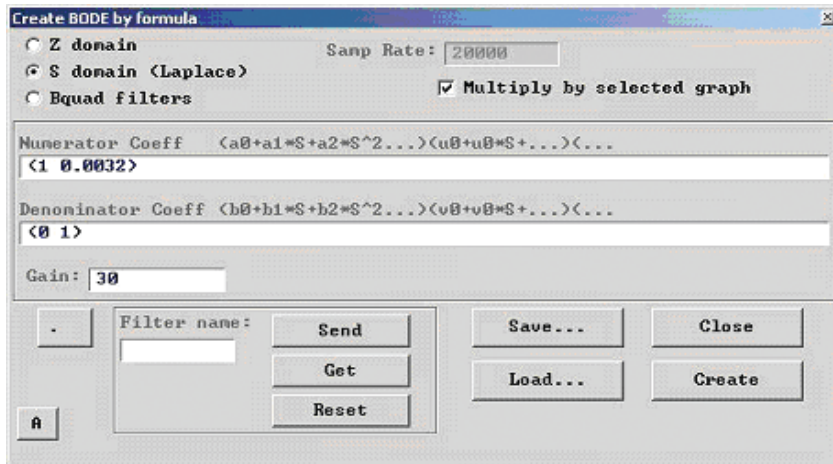 Create BODE by formula
Z domain
Samp Rate: 20000
S domain (Laplace)
Multiply by selected graph
Bquad filters
Numerator Coeff (a0+a1*S+a2*S^2...)(u0+u0*S+...)(...
(1 0.0032)
Denominator Coeff (b0+b1*S+b2*S^2...)(v0+v0*S+...)(...
(0 1)
Gain: 30
.
Filter name:
Send
Save...
Close
Get
Load...
Create
Reset
A